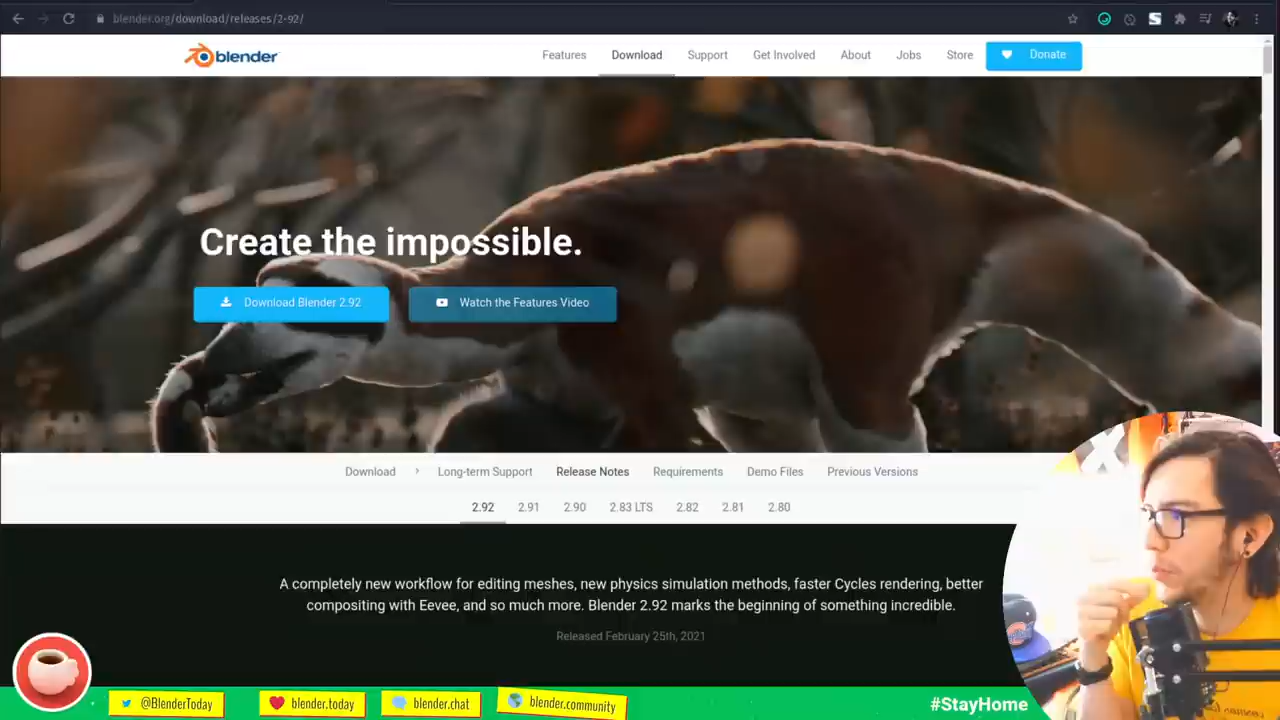 blender.org/download/releases/2-92/
blender
Features
Download
Support
Get Involved
About
Jobs
Store
Donate
Create the impossible.
Download Blender 2.92
Watch the Features Video
Download
Long-term Support
Release Notes
Requirements
Demo Files
Previous Versions
2.92
2.91
2.90
2.83 LTS
2.82
2.81
2.80
A completely new workflow for editing meshes, new physics simulation methods, faster Cycles rendering, better
compositing with Eevee, and so much more. Blender 2.92 marks the beginning of something incredible.
Released February 25th, 2021
@BlenderToday
blender.today
blender.chat
blender.community
#StayHome